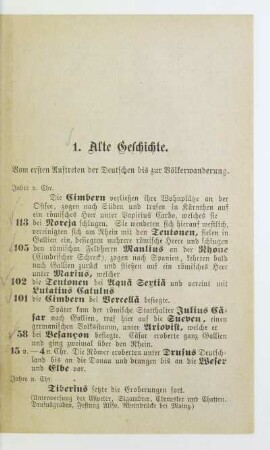 1. Alte Geschichte.
Vom ersten Auftreten der Deutschen bis zur Völkerwanderung.
Jahre v. Chr.
Die Cimbern verließen ihre Wohnplätze an der
Ostsee, zogen nach Süden und trafen in Kärnthen auf
ein römisches Heer unter Papirius Carbo, welches sie
113 bei Noreja schlugen. Sie wendeten sich hierauf westlich,
vereinigten sich am Rhein mit den Teutonen, fielen in
Gallien ein, besiegten mehrere römische Heere und schlugen
105 den römischen Feldherrn Manlius an der Rhone
(Cimbrischer Schreck), zogen nach Spanien, kehrten bald
nach Gallien zurück und stießen auf ein römisches Heer
unter Marius, welcher
102 die Teutonen bei Aquä Sextiä und vereint mit
Lutatius Catulus
101 die Cimbern bei Vercellä besiegte.
Später kam der römische Statthalter Julius Cä-
sar nach Gallien, traf hier auf die Sueven, einen
germanischen Volksstamm, unter Ariovist, welche er
58 bei Besançon besiegte. Cäsar eroberte ganz Gallien
und ging zweimal über den Rhein.
15 v. – 4 n. Chr. Die Römer eroberten unter Drusus Deutsch-
land bis an die Donau und drangen bis an die Weser
und Elbe vor.
Jahre n. Chr.
Tiberius setzte die Eroberungen fort.
(Unterwerfung der Usipeter, Sigambrer, Cherusker und Chatten.
Drususgraben, Festung Aliso, Rheinbrücke bei Mainz.)